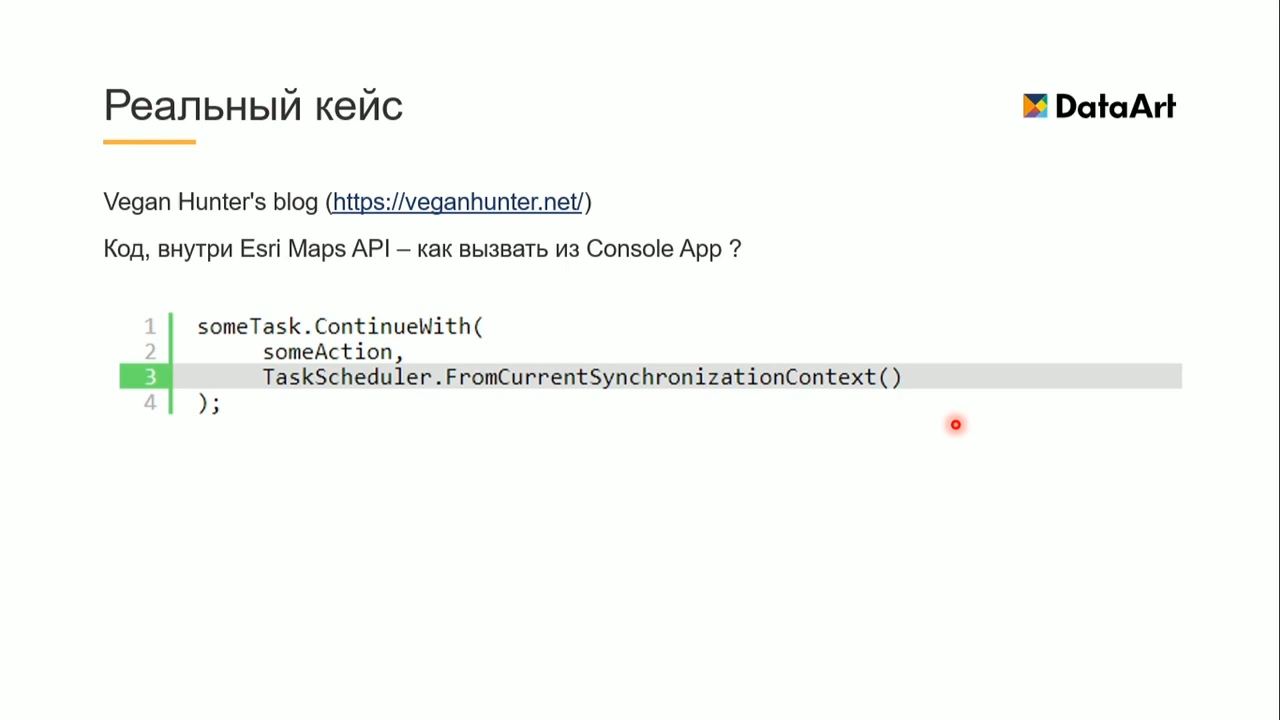 Реальный кейс
DataArt
Vegan Hunter's blog (https://veganhunter.net/)
Код, внутри Esri Maps API – как вызвать из Console App ?
1 someTask.ContinueWith(
2 someAction,
3 TaskScheduler.FromCurrentSynchronizationContext()
4 );